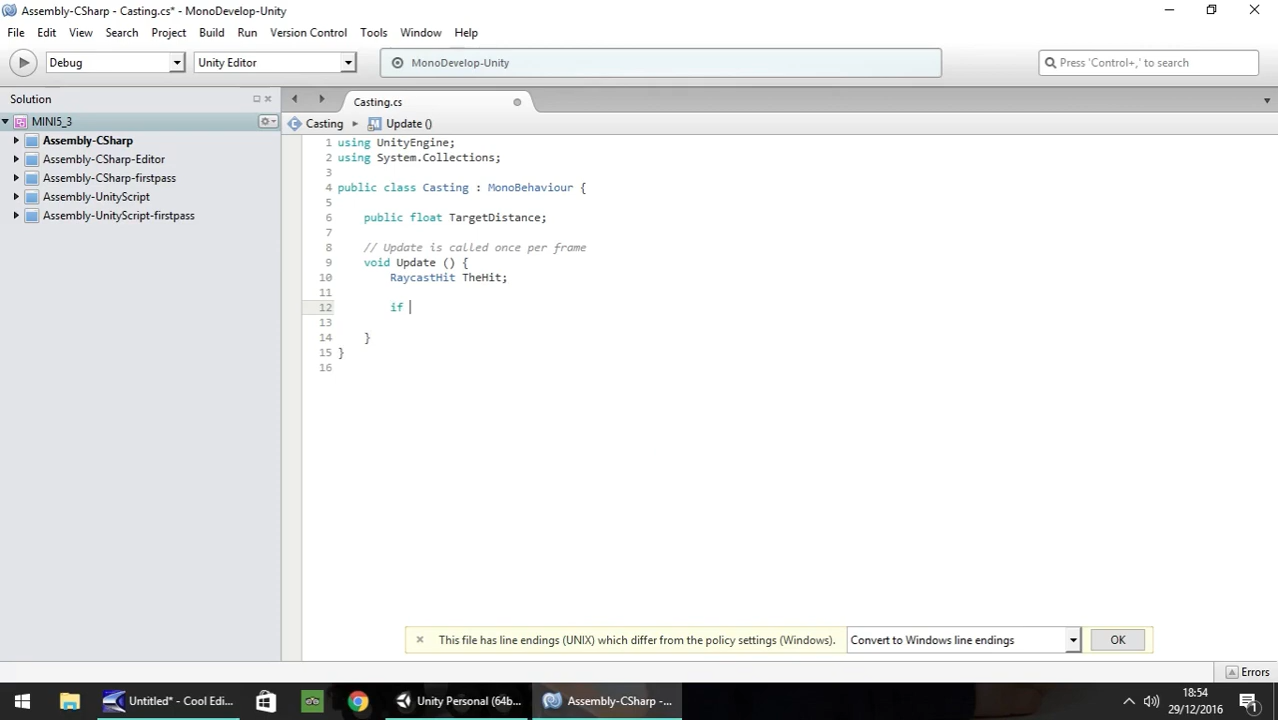 Assembly-CSharp - Casting.cs* - MonoDevelop-Unity
File Edit View Search Project Build Run Version Control Tools Window Help
Debug Unity Editor MonoDevelop-Unity Press 'Control+,' to search
Solution
MINI5_3
Assembly-CSharp
Assembly-CSharp-Editor
Assembly-CSharp-firstpass
Assembly-UnityScript
Assembly-UnityScript-firstpass
Casting.cs
Casting Update ()
1 using UnityEngine;
2 using System.Collections;
3
4 public class Casting : MonoBehaviour {
5
6 public float TargetDistance;
7
8 // Update is called once per frame
9 void Update () {
10 RaycastHit TheHit;
11
12 if
13
14 }
15 }
16
This file has line endings (UNIX) which differ from the policy settings (Windows). Convert to Windows line endings OK
Errors
Untitled* - Cool Edi... Unity Personal (64b... Assembly-CSharp -...
18:54
29/12/2016
1